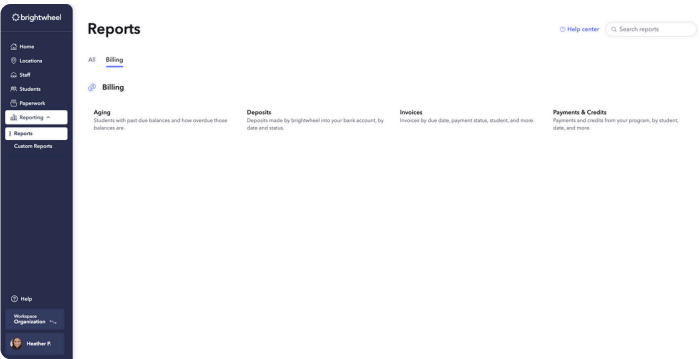 brightwheel
Home
Locations
Staff
Students
Paperwork
Reporting
Reports
Custom Reports
Help
Workspace
Organization
Heather P.
Reports
Help center
Search reports
All Billing
Billing
Aging
Students with past due balances and how overdue those
balances are.
Deposits
Deposits made by brightwheel into your bank account, by
date and status.
Invoices
Invoices by due date, payment status, student, and more.
Payments & Credits
Payments and credits from your program, by student,
date, and more.